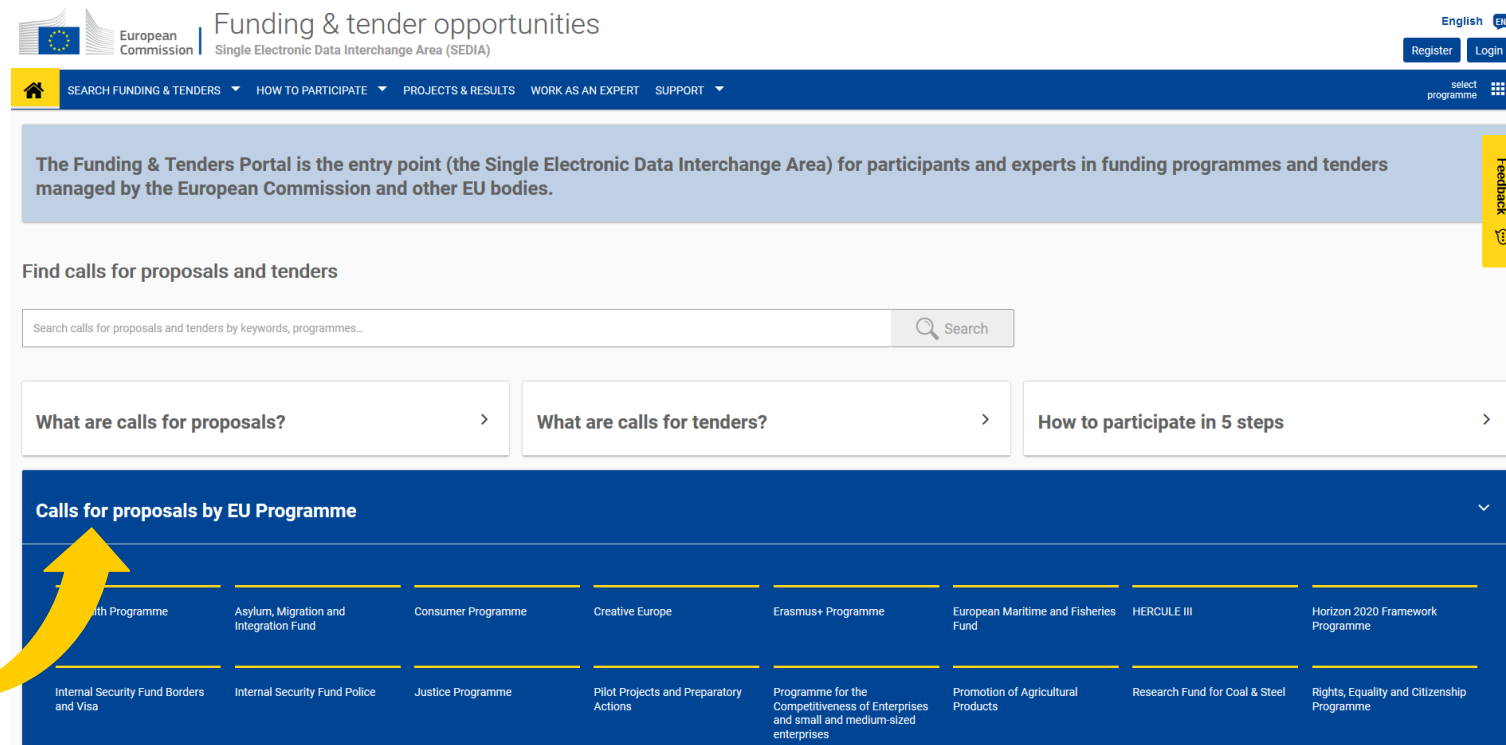 European
Commission
Funding & tender opportunities
Single Electronic Data Interchange Area (SEDIA)
English EN
Register Login
SEARCH FUNDING & TENDERS HOW TO PARTICIPATE PROJECTS & RESULTS WORK AS AN EXPERT SUPPORT
select
programme
The Funding & Tenders Portal is the entry point (the Single Electronic Data Interchange Area) for participants and experts in funding programmes and tenders
managed by the European Commission and other EU bodies.
Feedback
Find calls for proposals and tenders
Search calls for proposals and tenders by keywords, programmes...
Search
What are calls for proposals?
What are calls for tenders?
How to participate in 5 steps
Calls for proposals by EU Programme
Programme
Asylum, Migration and
Integration Fund
Consumer Programme
Creative Europe
Erasmus+ Programme
European Maritime and Fisheries
Fund
HERCULE III
Horizon 2020 Framework
Programme
Internal Security Fund Borders
and Visa
Internal Security Fund Police
Justice Programme
Pilot Projects and Preparatory
Actions
Programme for the
Competitiveness of Enterprises
and small and medium-sized
enterprises
Promotion of Agricultural
Products
Research Fund for Coal & Steel
Rights, Equality and Citizenship
Programme